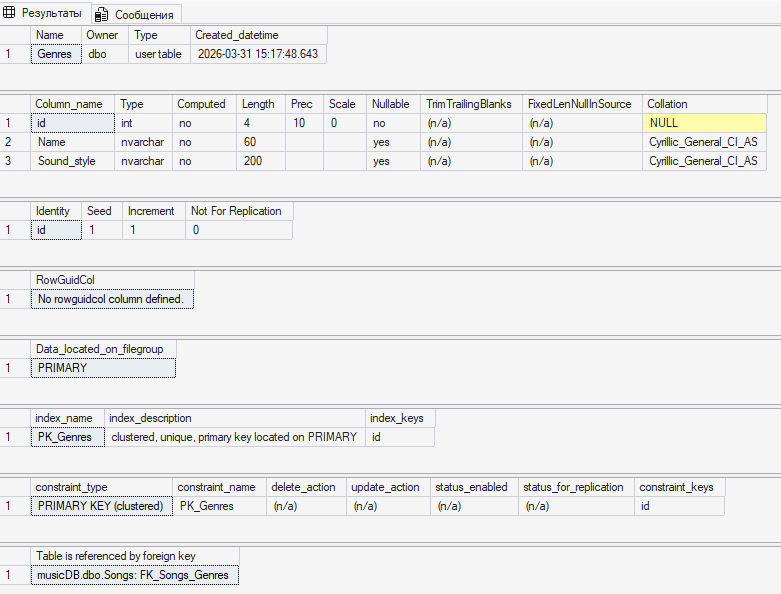 Результаты Сообщения
Name Owner Type Created_datetime
1 Genres dbo user table 2026-03-31 15:17:48.643
Column_name Type Computed Length Prec Scale Nullable TrimTrailingBlanks FixedLenNullInSource Collation
1 id int no 4 10 0 no (n/a) (n/a) NULL
2 Name nvarchar no 60 yes (n/a) (n/a) Cyrillic_General_CI_AS
3 Sound_style nvarchar no 200 yes (n/a) (n/a) Cyrillic_General_CI_AS
Identity Seed Increment Not For Replication
1 id 1 1 0
RowGuidCol
1 No rowguidcol column defined.
Data_located_on_filegroup
1 PRIMARY
index_name index_description index_keys
1 PK_Genres clustered, unique, primary key located on PRIMARY id
constraint_type constraint_name delete_action update_action status_enabled status_for_replication constraint_keys
1 PRIMARY KEY (clustered) PK_Genres (n/a) (n/a) (n/a) (n/a) id
Table is referenced by foreign key
1 musicDB.dbo.Songs: FK_Songs_Genres